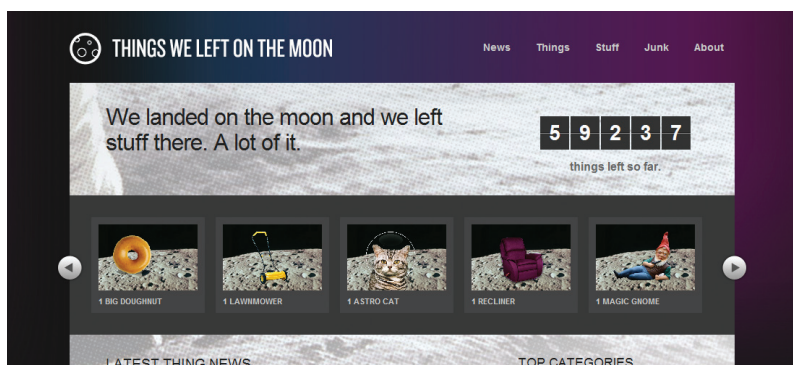 THINGS WE LEFT ON THE MOON
News Things Stuff Junk About
We landed on the moon and we left
stuff there. A lot of it.
5 9 2 3 7
things left so far.
1 BIG DOUGHNUT
1 LAWNMOWER
1 ASTRO CAT
1 RECLINER
1 MAGIC GNOME
LATEST THING NEWS
TOP CATEGORIES